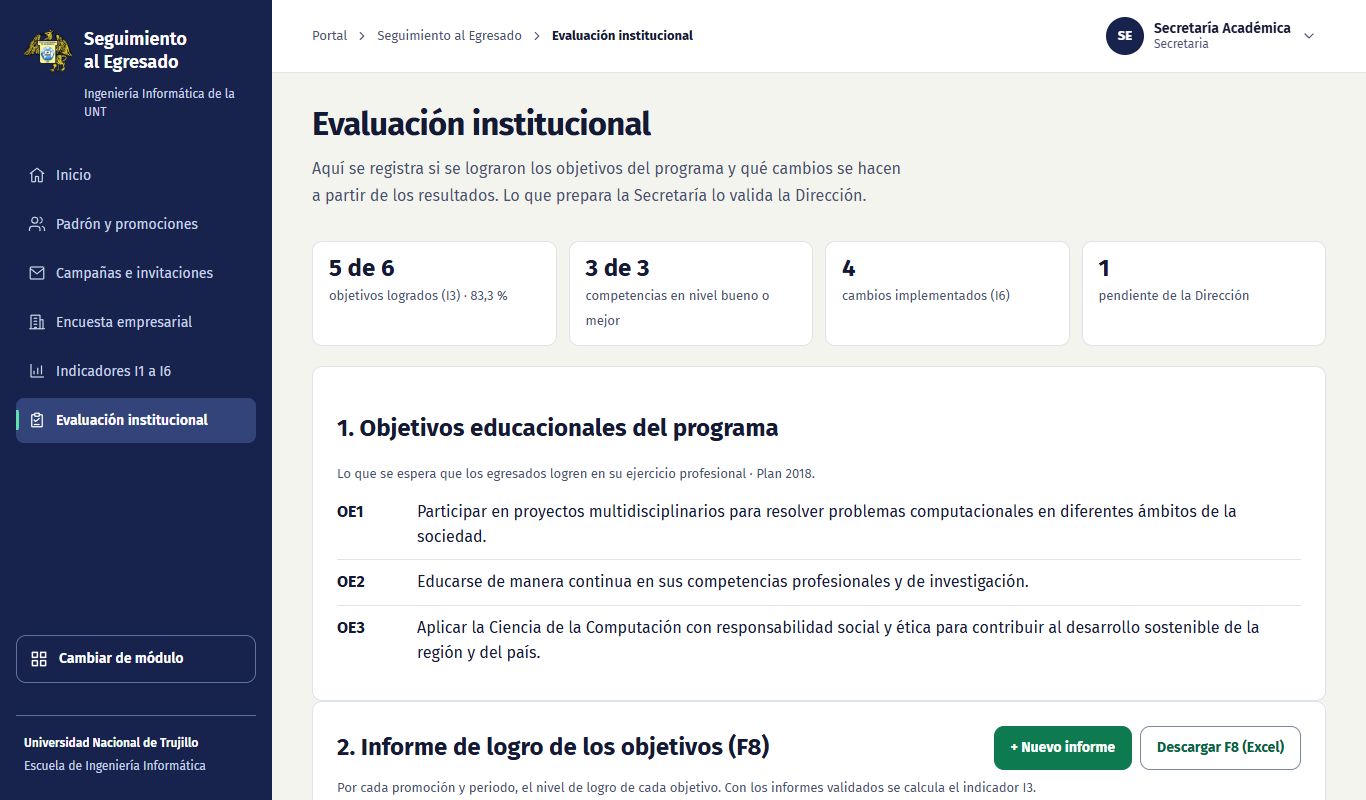 Seguimiento
al Egresado
Ingeniería Informática de la
UNT
Inicio
Padrón y promociones
Campañas e invitaciones
Encuesta empresarial
Indicadores I1 a I6
Evaluación institucional
Cambiar de módulo
Universidad Nacional de Trujillo
Escuela de Ingeniería Informática
Portal > Seguimiento al Egresado > Evaluación institucional
SE
Secretaría Académica
Secretaria
Evaluación institucional
Aquí se registra si se lograron los objetivos del programa y qué cambios se hacen
a partir de los resultados. Lo que prepara la Secretaría lo valida la Dirección.
5 de 6
objetivos logrados (I3) · 83,3 %
3 de 3
competencias en nivel bueno o
mejor
4
cambios implementados (I6)
1
pendiente de la Dirección
1. Objetivos educacionales del programa
Lo que se espera que los egresados logren en su ejercicio profesional · Plan 2018.
OE1 Participar en proyectos multidisciplinarios para resolver problemas computacionales en diferentes ámbitos de la
sociedad.
OE2 Educarse de manera continua en sus competencias profesionales y de investigación.
OE3 Aplicar la Ciencia de la Computación con responsabilidad social y ética para contribuir al desarrollo sostenible de la
región y del país.
2. Informe de logro de los objetivos (F8)
+ Nuevo informe
Descargar F8 (Excel)
Por cada promoción y periodo, el nivel de logro de cada objetivo. Con los informes validados se calcula el indicador I3.